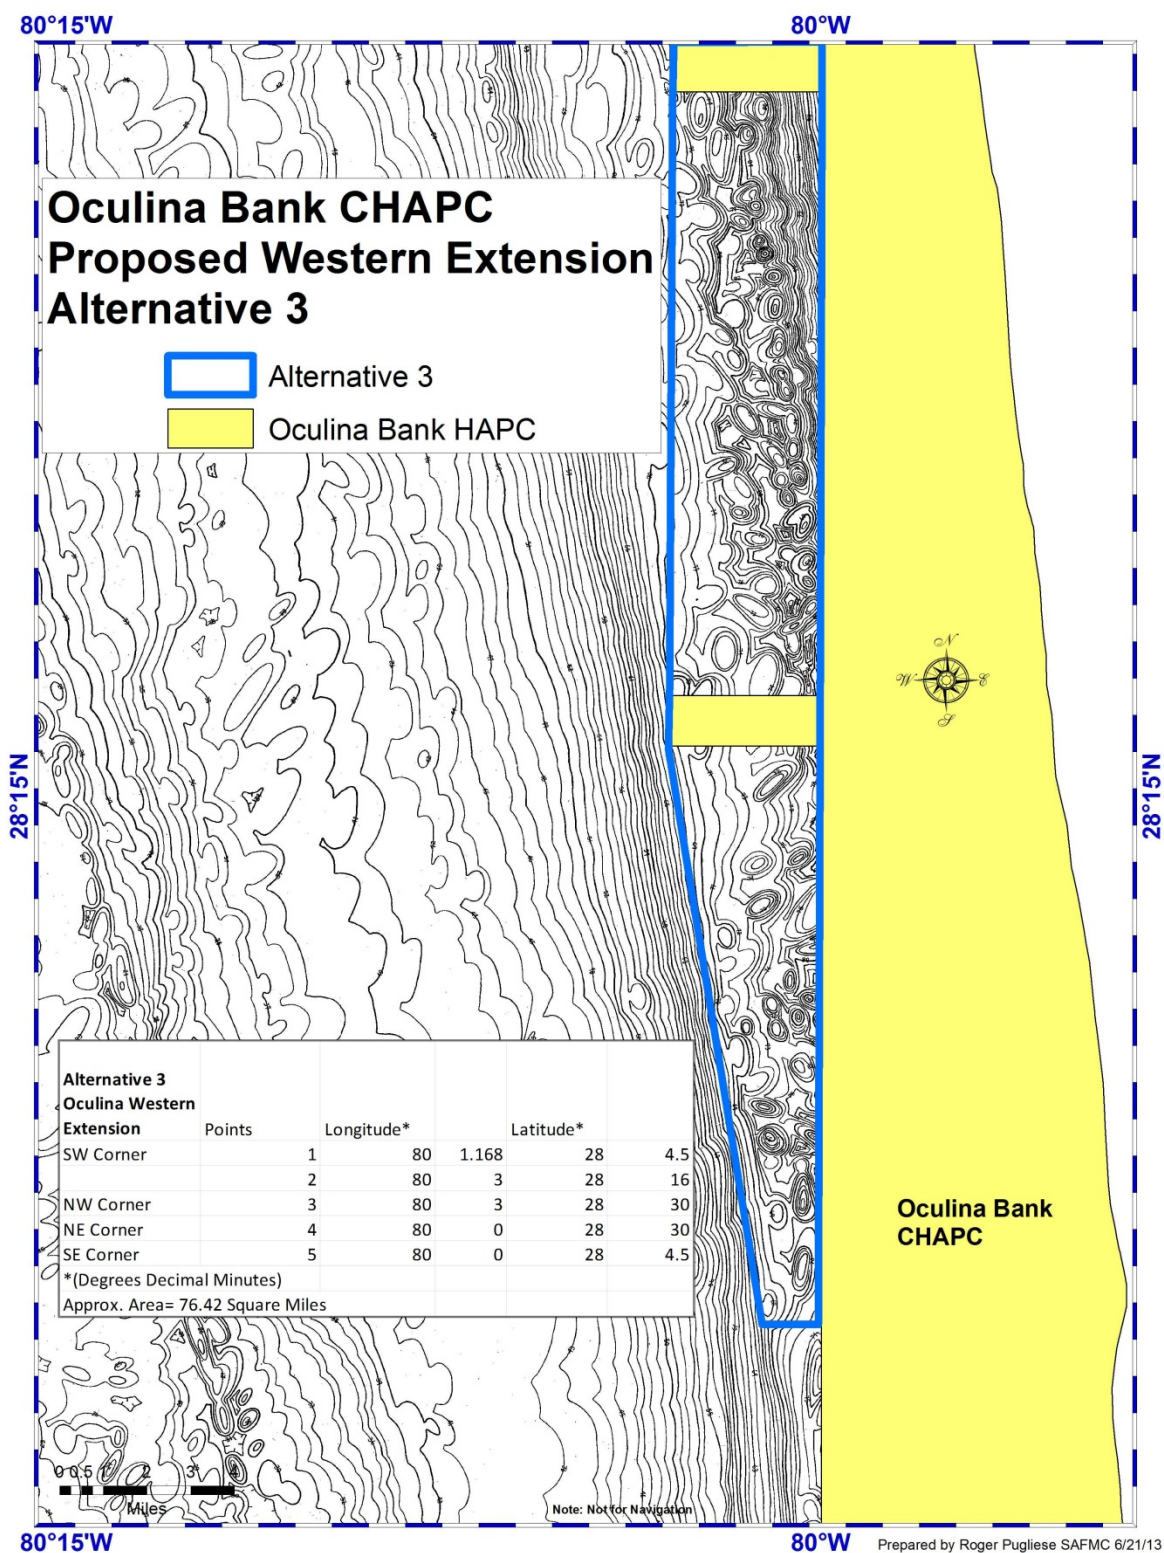 80°15'W 80°W
Oculina Bank CHAPC
Proposed Western Extension
Alternative 3
Alternative 3
Oculina Bank HAPC
N
W E
S
28°15'N 28°15'N
Alternative 3
Oculina Western
Extension Points Longitude* Latitude*
SW Corner 1 80 1.168 28 4.5
2 80 3 28 16
NW Corner 3 80 3 28 30
NE Corner 4 80 0 28 30
SE Corner 5 80 0 28 4.5
*(Degrees Decimal Minutes)
Approx. Area= 76.42 Square Miles
Oculina Bank
CHAPC
0 0.5 1 2 3 4
Miles
Note: Not for Navigation
80°15'W 80°W
Prepared by Roger Pugliese SAFMC 6/21/13